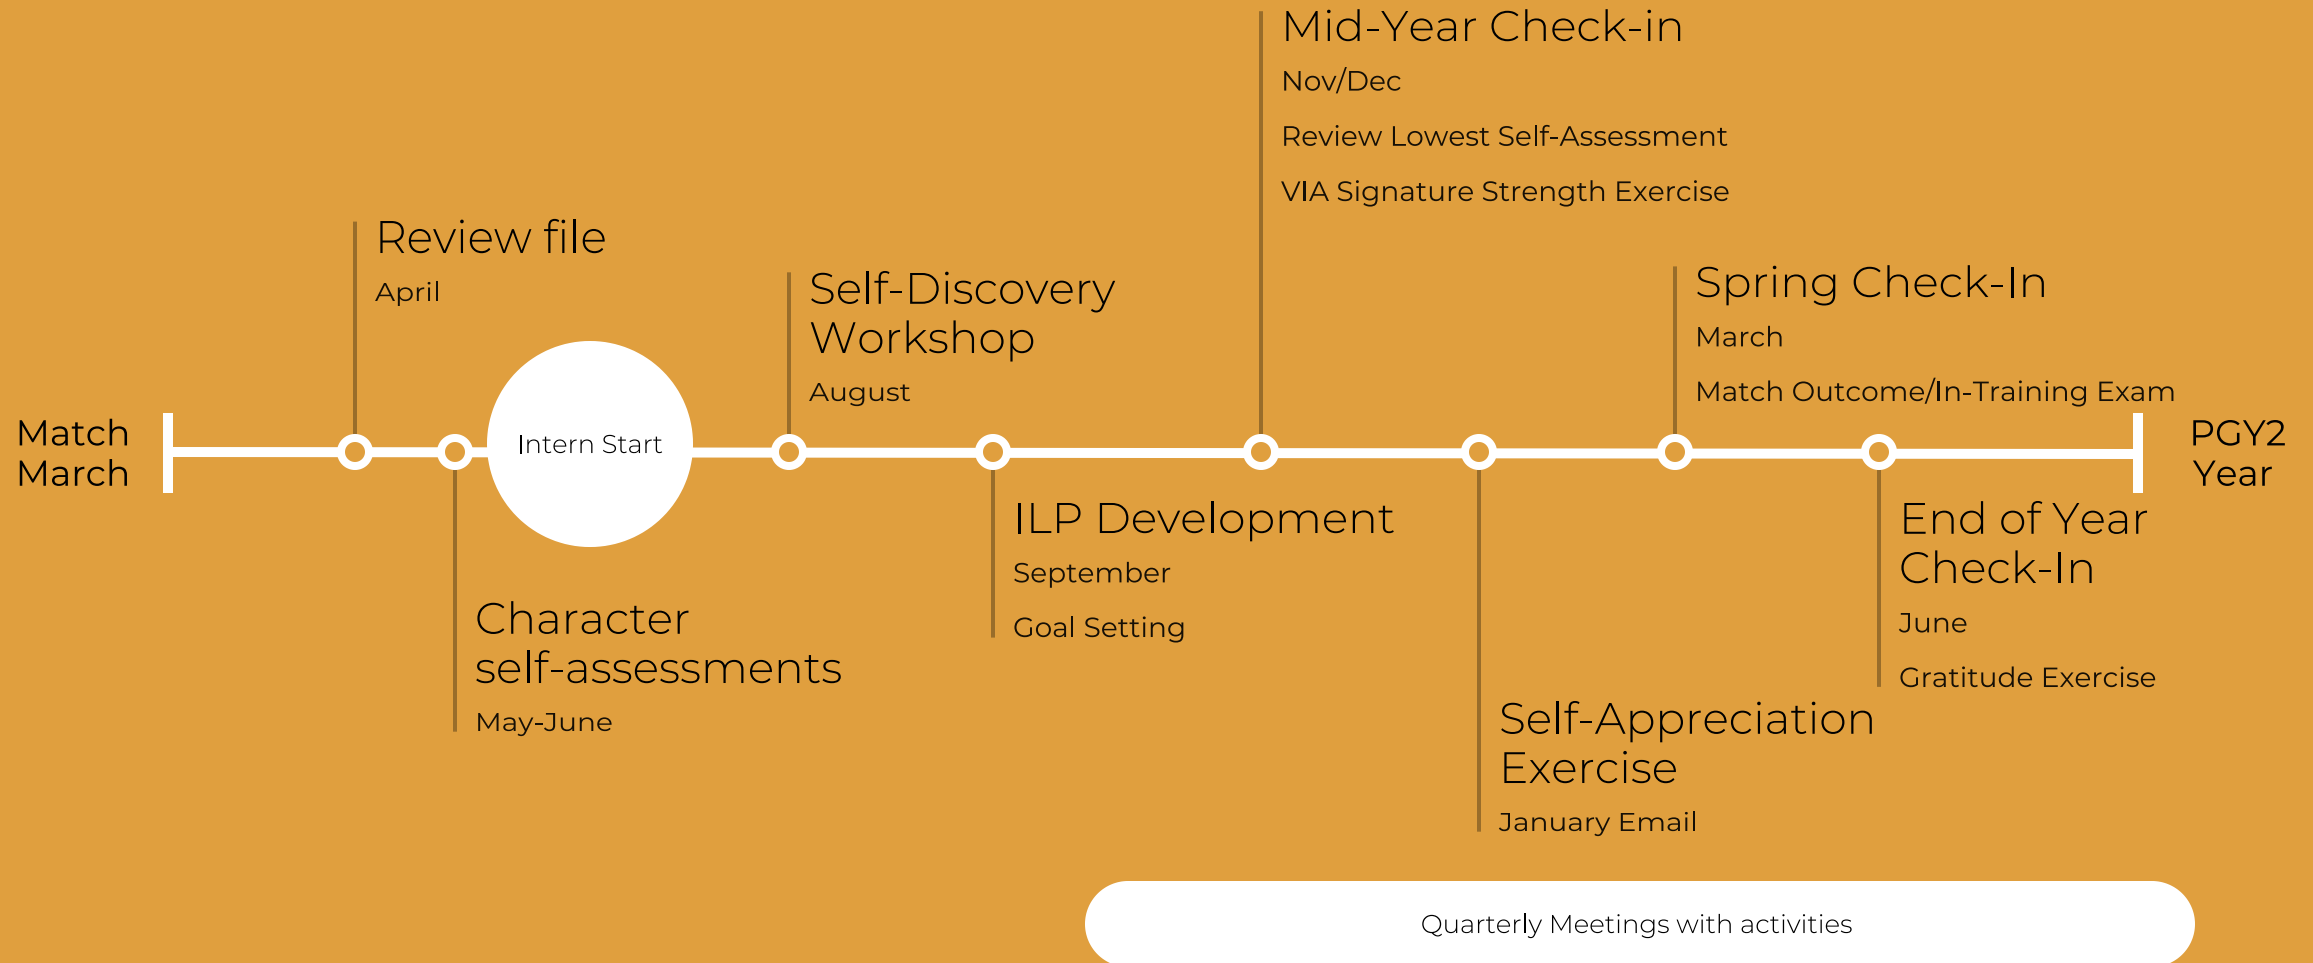 Match
March
Review file
April
Character
self-assessments
May-June
Intern Start
Self-Discovery
Workshop
August
ILP Development
September
Goal Setting
Mid-Year Check-in
Nov/Dec
Review Lowest Self-Assessment
VIA Signature Strength Exercise
Self-Appreciation
Exercise
January Email
Spring Check-In
March
Match Outcome/In-Training Exam
End of Year
Check-In
June
Gratitude Exercise
PGY2
Year
Quarterly Meetings with activities